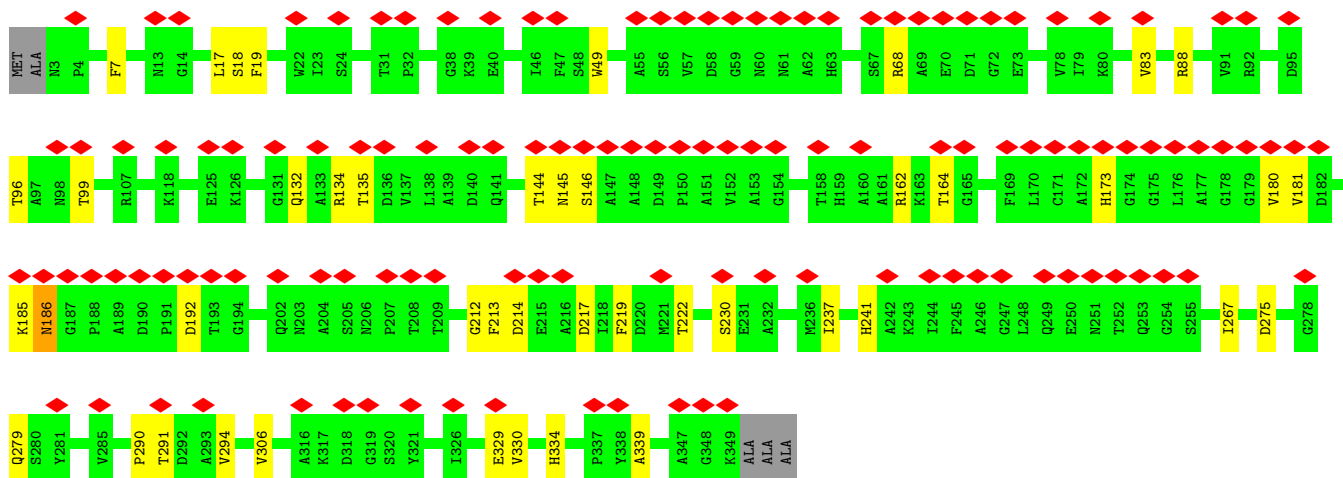 MET ALA N3 P4 F7 N13 G14 L17 S18 F19 W22 I23 S24 T31 P32 G38 K39 E40 I46 F47 S48 W49 A55 S56 V57 D58 G59 N60 N61 A62 H63 S67 R68 A69 E70 D71 G72 E73 V78 I79 K80 V83 R88 V91 R92 D95
T96 A97 N98 T99 R107 K118 E125 K126 G131 Q132 A133 R134 T135 D136 V137 L138 A139 D140 Q141 T144 N145 S146 A147 A148 D149 P150 A151 V152 A153 G154 T158 H159 A160 A161 R162 K163 T164 G165 F169 L170 C171 A172 H173 G174 G175 L176 A177 G178 G179 V180 V181 D182
K185 N186 G187 P188 A189 D190 P191 D192 T193 G194 Q202 N203 A204 S205 N206 P207 T208 T209 G212 F213 D214 E215 A216 D217 I218 F219 D220 M221 T222 S230 E231 A232 M236 I237 H241 A242 K243 I244 F245 A246 G247 L248 Q249 E250 N251 T252 Q253 G254 S255 I267 D275 G278
Q279 S280 Y281 V285 P290 T291 D292 A293 V294 V306 A316 K317 D318 G319 S320 Y321 I326 E329 V330 H334 P337 Y338 A339 A347 G348 K349 ALA ALA ALA